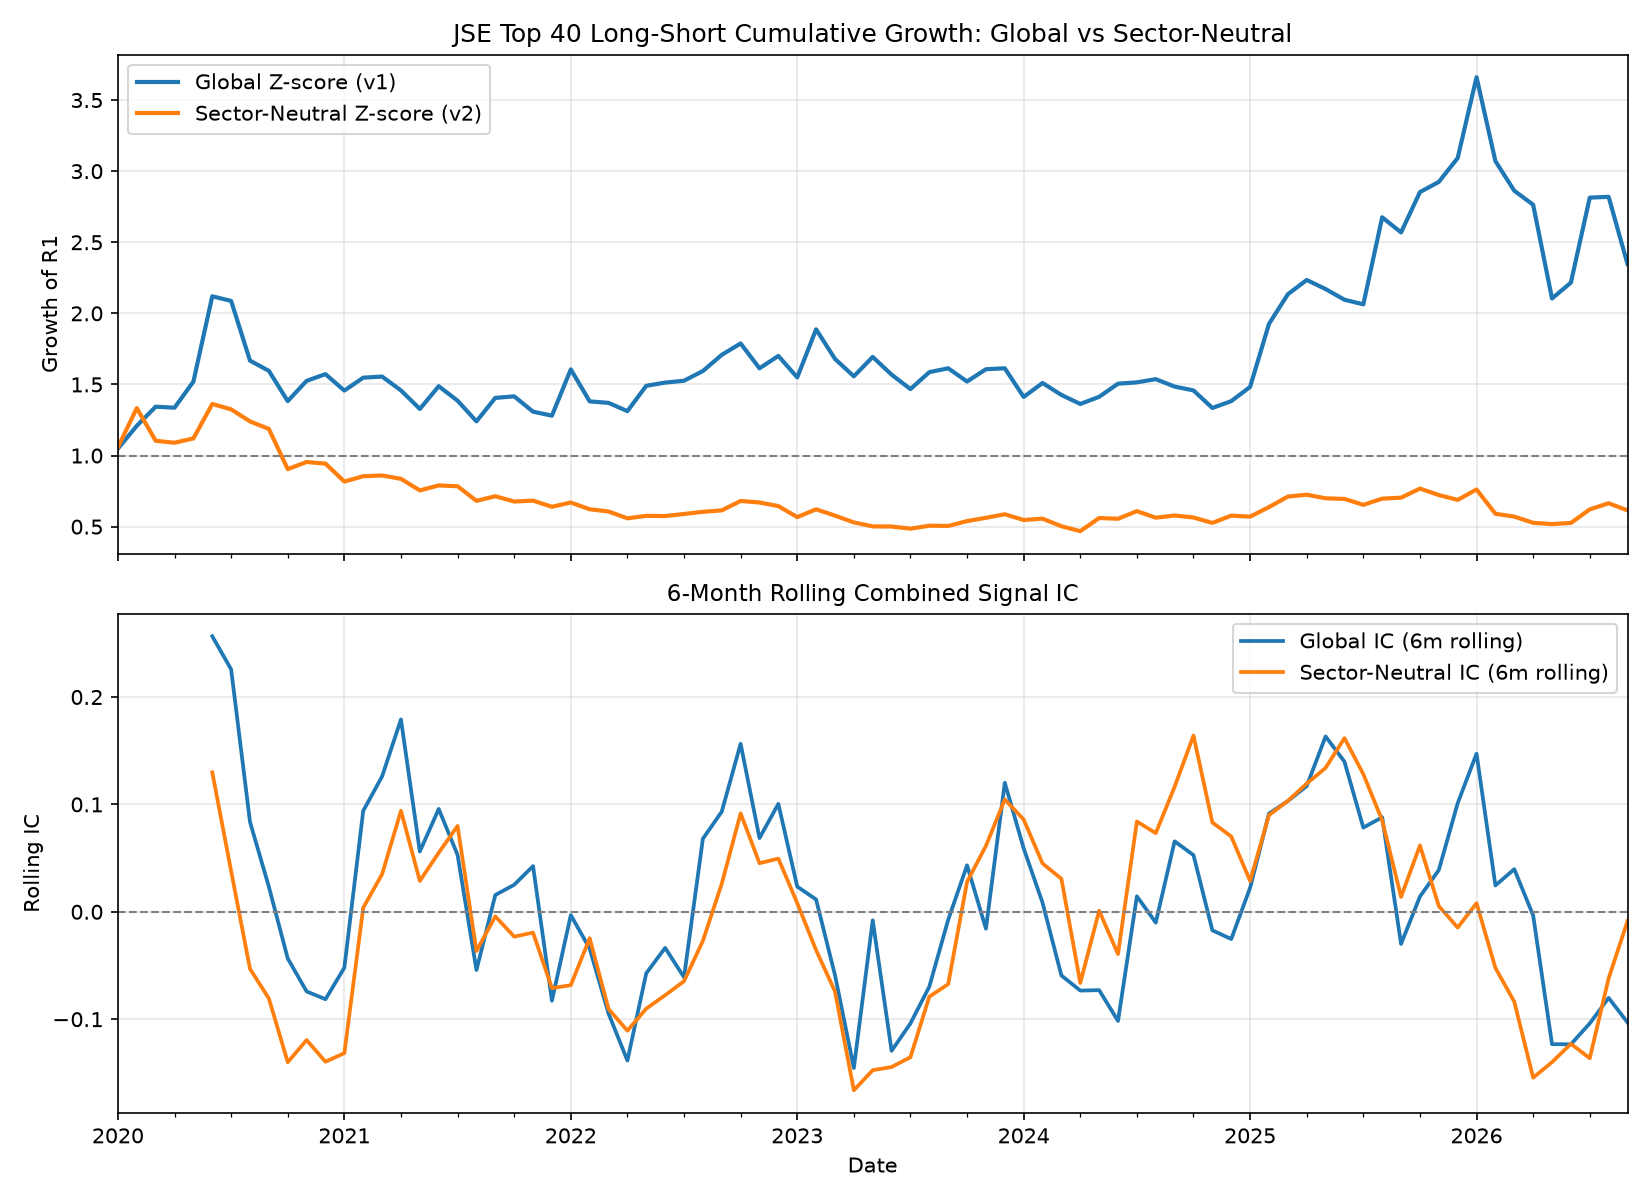 JSE Top 40 Long-Short Cumulative Growth: Global vs Sector-Neutral
Global Z-score (v1)
Sector-Neutral Z-score (v2)
Growth of R1
3.5
3.0
2.5
2.0
1.5
1.0
0.5
6-Month Rolling Combined Signal IC
Global IC (6m rolling)
Sector-Neutral IC (6m rolling)
Rolling IC
0.2
0.1
0.0
−0.1
2020 2021 2022 2023 2024 2025 2026
Date